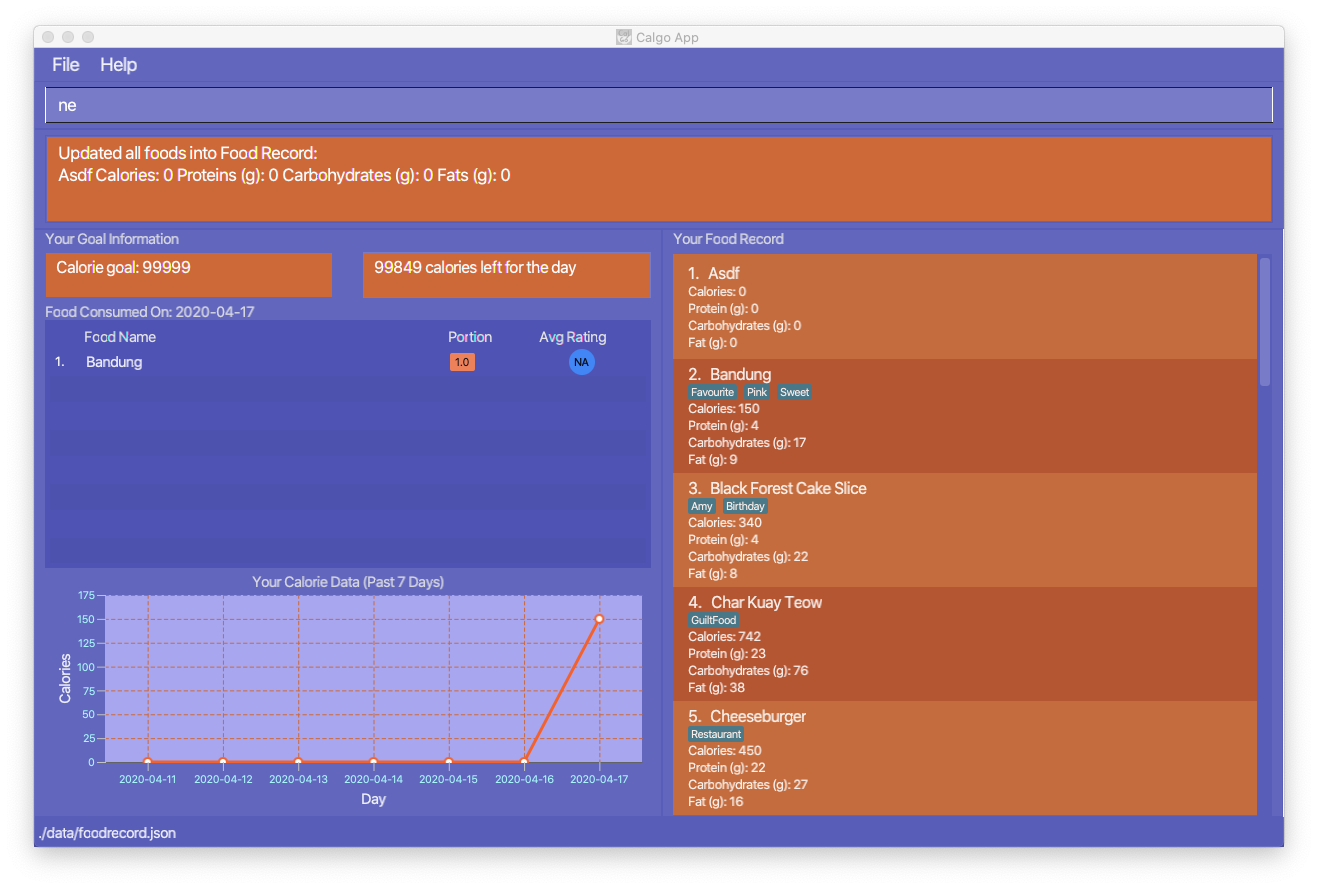 Calgo App
File Help
ne
Updated all foods into Food Record:
Asdf Calories: 0 Proteins (g): 0 Carbohydrates (g): 0 Fats (g): 0
Your Goal Information
Calorie goal: 99999
99849 calories left for the day
Food Consumed On: 2020-04-17
Food Name Portion Avg Rating
1. Bandung 1.0 NA
Your Calorie Data (Past 7 Days)
175
150
125
100
75
50
25
0
Calories
2020-04-11 2020-04-12 2020-04-13 2020-04-14 2020-04-15 2020-04-16 2020-04-17
Day
Your Food Record
1. Asdf
Calories: 0
Protein (g): 0
Carbohydrates (g): 0
Fat (g): 0
2. Bandung
Favourite Pink Sweet
Calories: 150
Protein (g): 4
Carbohydrates (g): 17
Fat (g): 9
3. Black Forest Cake Slice
Amy Birthday
Calories: 340
Protein (g): 4
Carbohydrates (g): 22
Fat (g): 8
4. Char Kuay Teow
GuiltFood
Calories: 742
Protein (g): 23
Carbohydrates (g): 76
Fat (g): 38
5. Cheeseburger
Restaurant
Calories: 450
Protein (g): 22
Carbohydrates (g): 27
Fat (g): 16
./data/foodrecord.json